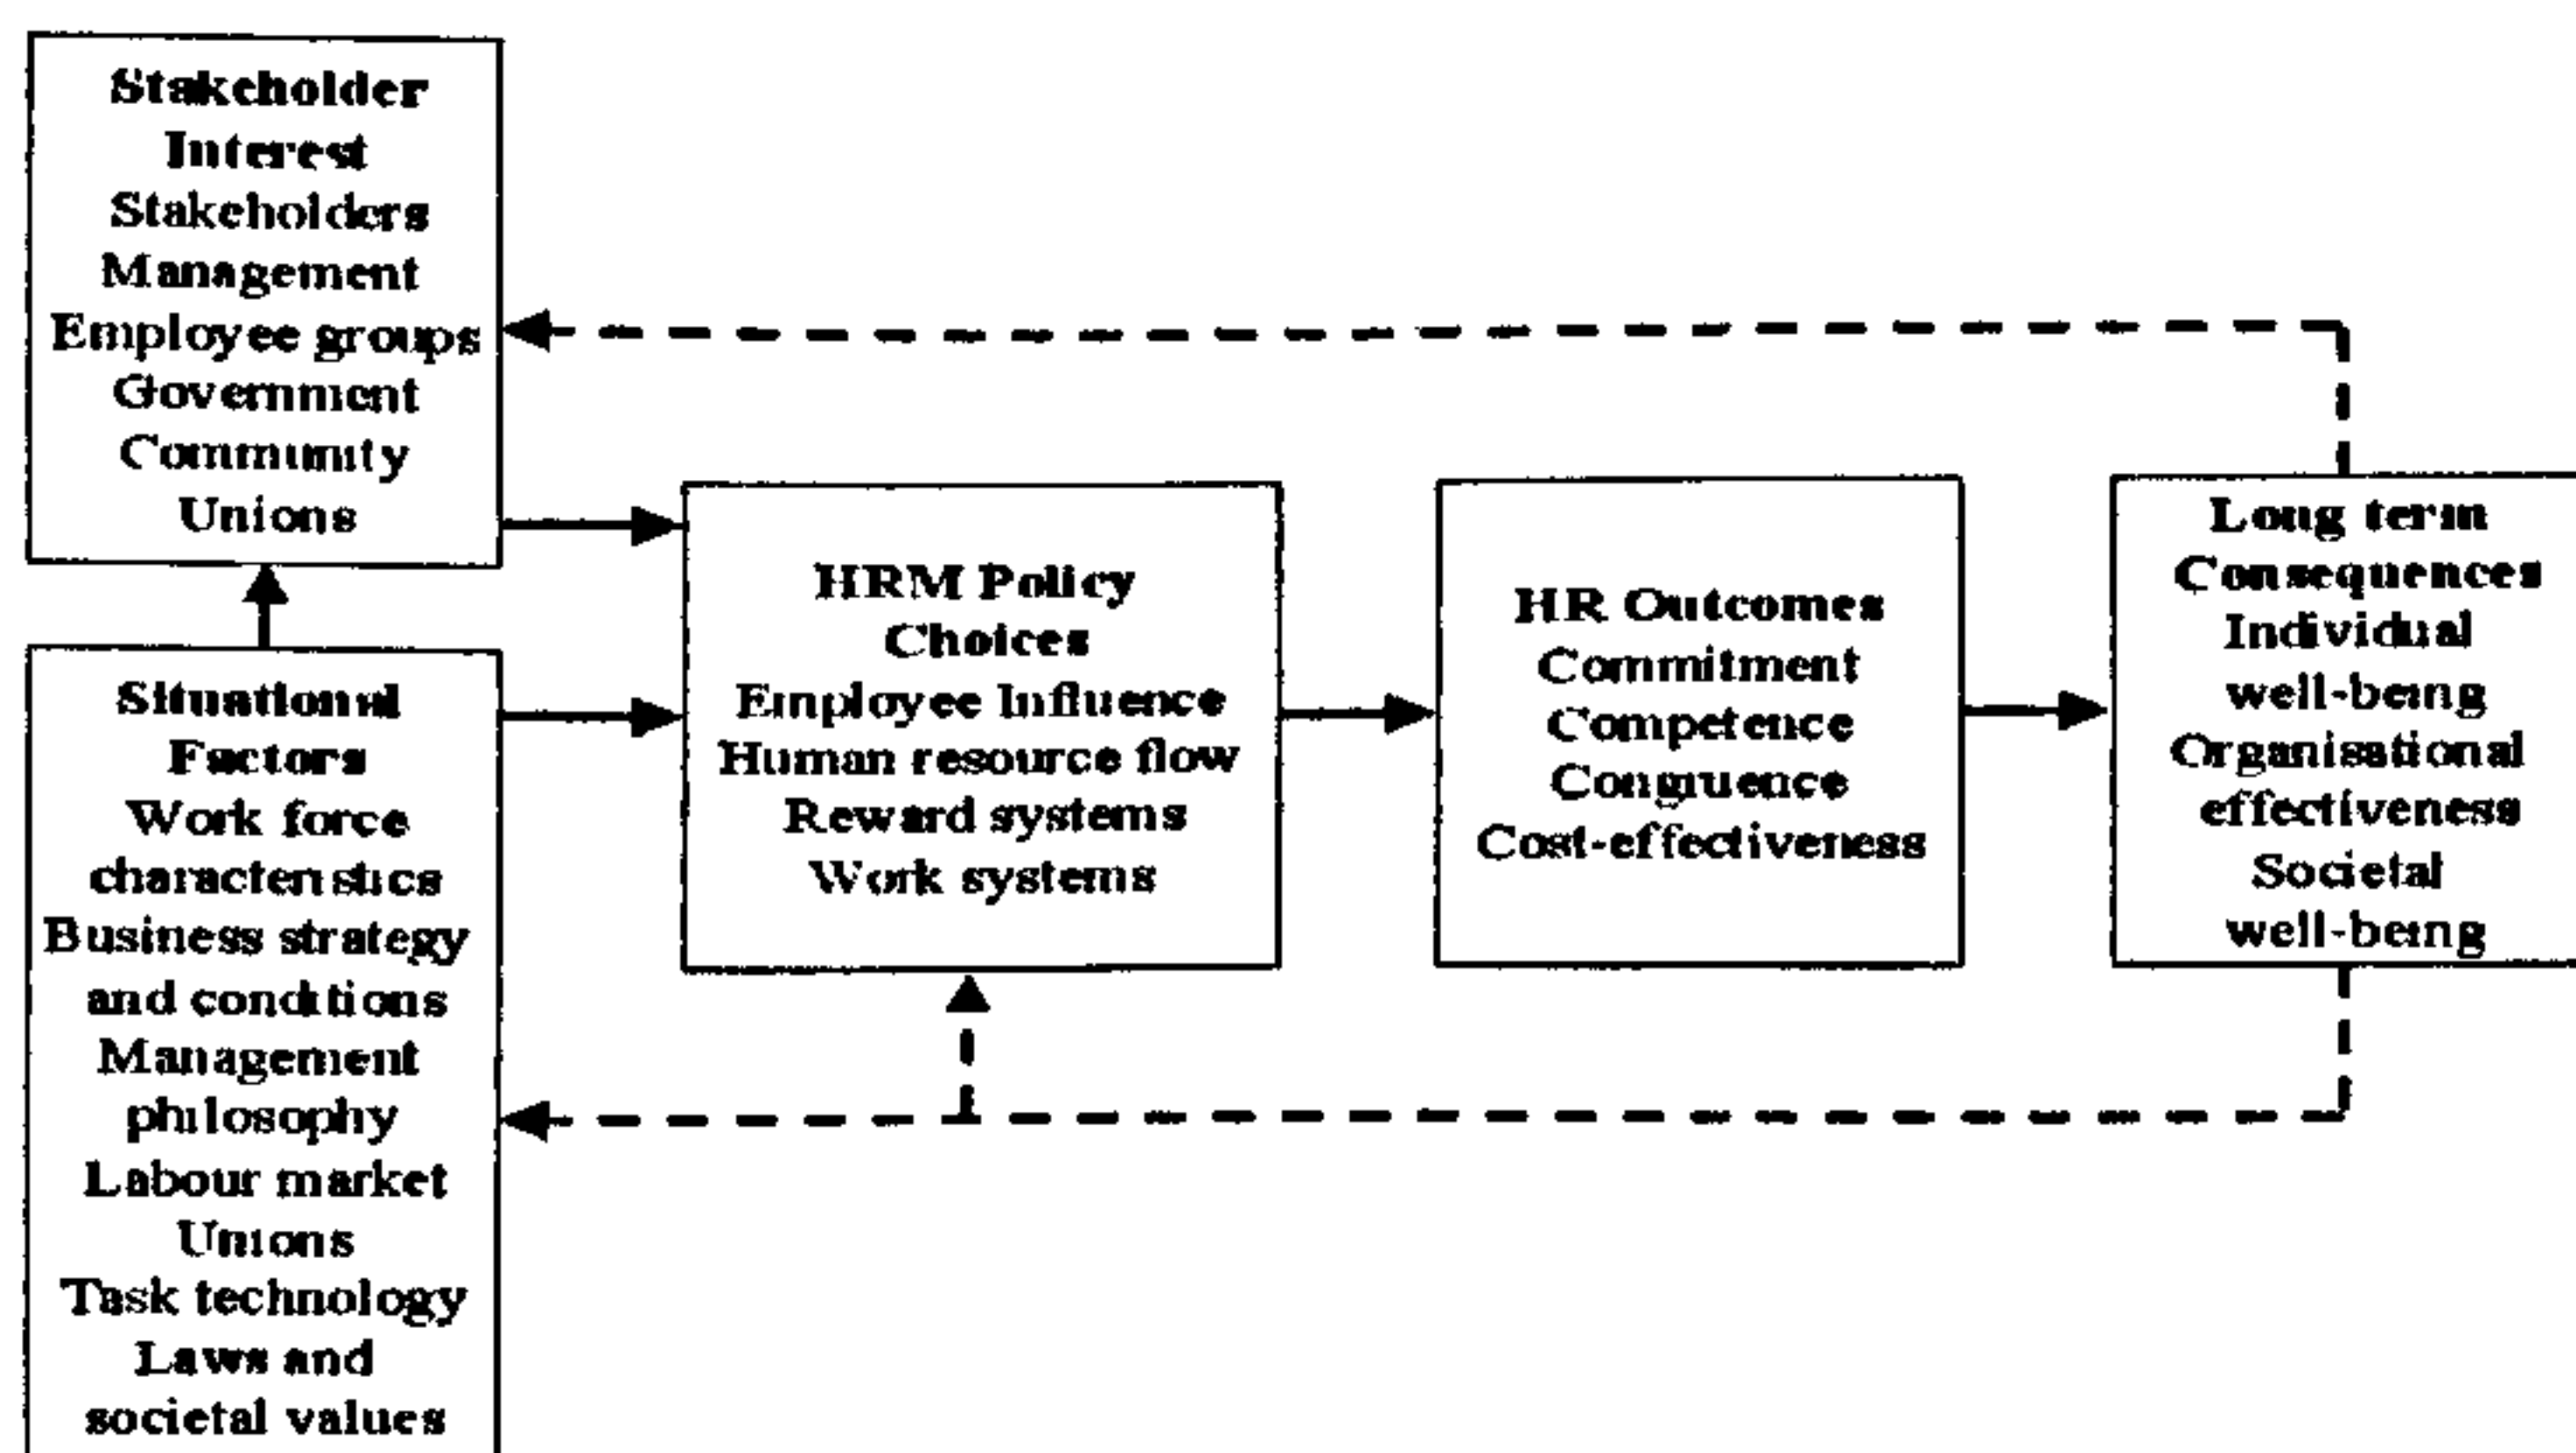 Stakeholder
Interest
Stakeholders
Management
Employee groups
Government
Community
Unions
Situational
Factors
Work force
characteristics
Business strategy
and conditions
Management
philosophy
Labour market
Unions
Task technology
Laws and
societal values
HRM Policy
Choices
Employee Influence
Human resource flow
Reward systems
Work systems
HR Outcomes
Commitment
Competence
Congruence
Cost-effectiveness
Long term
Consequences
Individual
well-being
Organisational
effectiveness
Societal
well-being